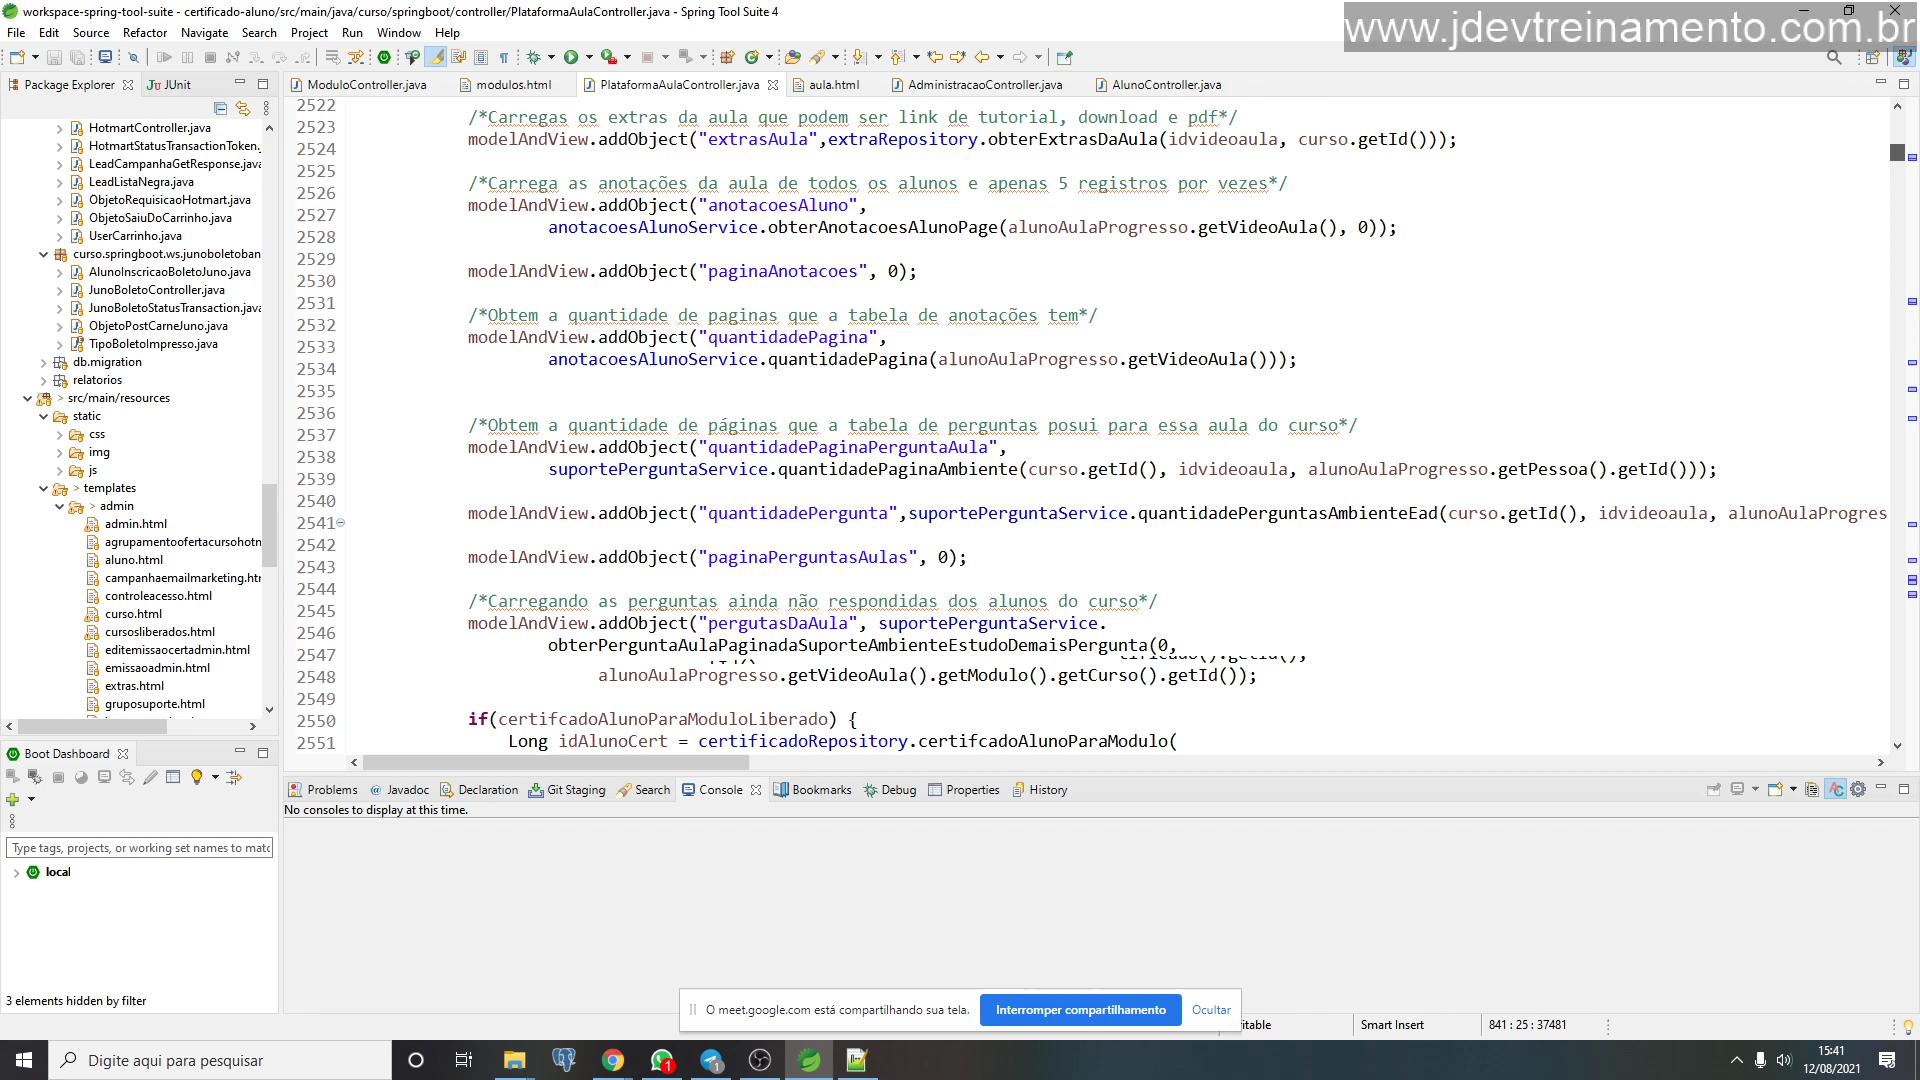 workspace-spring-tool-suite - certificado-aluno/src/main/java/curso/springboot/controller/PlataformaAulaController.java - Spring Tool Suite 4
www.jdevtreinamento.com.br
File Edit Source Refactor Navigate Search Project Run Window Help
Package Explorer JUnit
ModuloController.java modulos.html PlataformaAulaController.java aula.html AdministracaoController.java AlunoController.java
HotmartController.java
HotmartStatusTransactionToken.
LeadCampanhaGetResponse.java
LeadListaNegra.java
ObjetoRequisicaoHotmart.java
ObjetoSaiuDoCarrinho.java
UserCarrinho.java
curso.springboot.ws.junoboletoban
AlunoInscricaoBoletoJuno.java
JunoBoletoController.java
JunoBoletoStatusTransaction.java
ObjetoPostCarneJuno.java
TipoBoletoImpresso.java
db.migration
relatorios
> src/main/resources
static
css
img
js
> templates
> admin
admin.html
agrupamentoofertacursohotn
aluno.html
campanhaemailmarketing.htr
controleacesso.html
curso.html
cursosliberados.html
editemissaocertadmin.html
emissaoadmin.html
extras.html
gruposuporte.html
2522
2523 /*Carregas os extras da aula que podem ser link de tutorial, download e pdf*/
2524 modelAndView.addObject("extrasAula",extraRepository.obterExtrasDaAula(idvideoaula, curso.getId()));
2525
2526 /*Carrega as anotações da aula de todos os alunos e apenas 5 registros por vezes*/
2527 modelAndView.addObject("anotacoesAluno",
2528 anotacoesAlunoService.obterAnotacoesAlunoPage(alunoAulaProgresso.getVideoAula(), 0));
2529
2530 modelAndView.addObject("paginaAnotacoes", 0);
2531
2532 /*Obtem a quantidade de paginas que a tabela de anotações tem*/
2533 modelAndView.addObject("quantidadePagina",
2534 anotacoesAlunoService.quantidadePagina(alunoAulaProgresso.getVideoAula()));
2535
2536
2537 /*Obtem a quantidade de páginas que a tabela de perguntas posui para essa aula do curso*/
2538 modelAndView.addObject("quantidadePaginaPerguntaAula",
2539 suportePerguntaService.quantidadePaginaAmbiente(curso.getId(), idvideoaula, alunoAulaProgresso.getPessoa().getId()));
2540
2541 modelAndView.addObject("quantidadePergunta",suportePerguntaService.quantidadePerguntasAmbienteEad(curso.getId(), idvideoaula, alunoAulaProgres
2542
2543 modelAndView.addObject("paginaPerguntasAulas", 0);
2544
2545 /*Carregando as perguntas ainda não respondidas dos alunos do curso*/
2546 modelAndView.addObject("pergutasDaAula", suportePerguntaService.
2547 obterPerguntaAulaPaginadaSuporteAmbienteEstudoDemaisPergunta(0,
2548 alunoAulaProgresso.getVideoAula().getModulo().getCurso().getId());
2549
2550 if(certifcadoAlunoParaModuloLiberado) {
2551 Long idAlunoCert = certificadoRepository.certifcadoAlunoParaModulo(
Boot Dashboard
Type tags, projects, or working set names to matc
local
3 elements hidden by filter
Problems Javadoc Declaration Git Staging Search Console Bookmarks Debug Properties History
No consoles to display at this time.
O meet.google.com está compartilhando sua tela. Interromper compartilhamento Ocultar
Smart Insert 841 : 25 : 37481
Digite aqui para pesquisar
1
1
15:41
12/08/2021